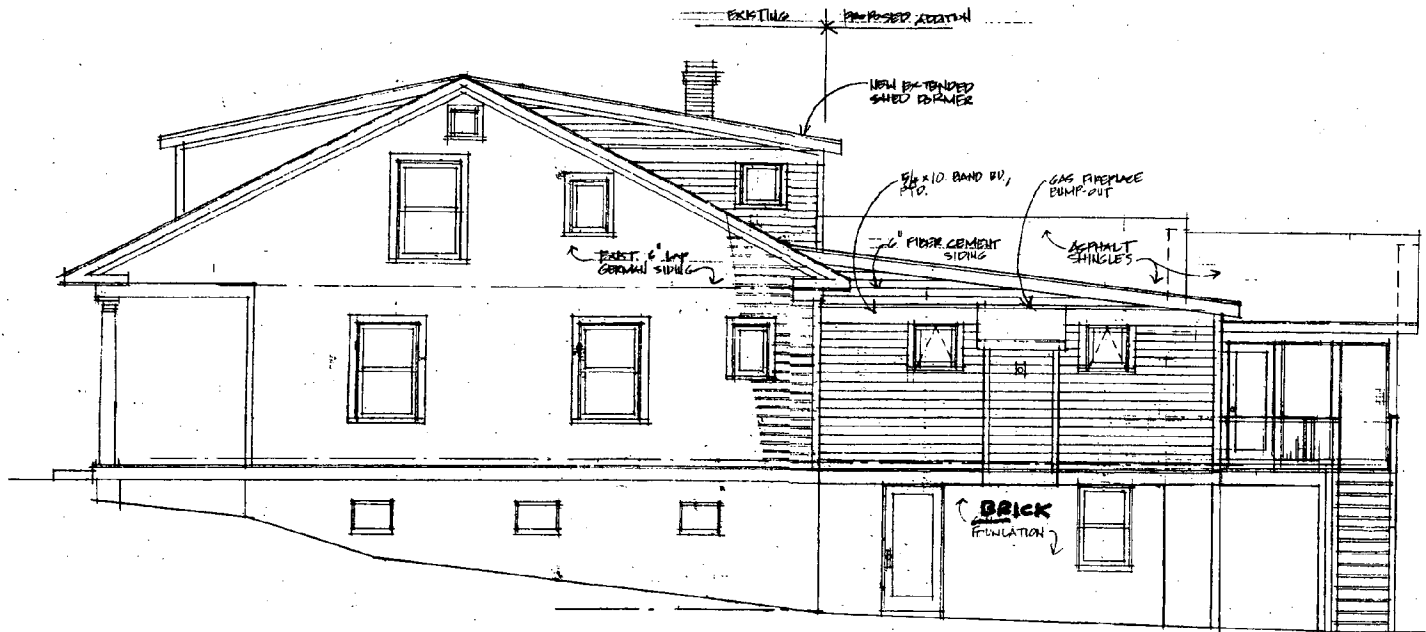 EXISTING
PROPOSED ADDITION
NEW EXTENDED
SHED DORMER
5/4 x 10 BAND BD.,
PTD.
GAS FIREPLACE
BUMP-OUT
6" FIBER CEMENT
SIDING
ASPHALT
SHINGLES
EXIST. 6" LAP
GERMAN SIDING
BRICK
FOUNDATION